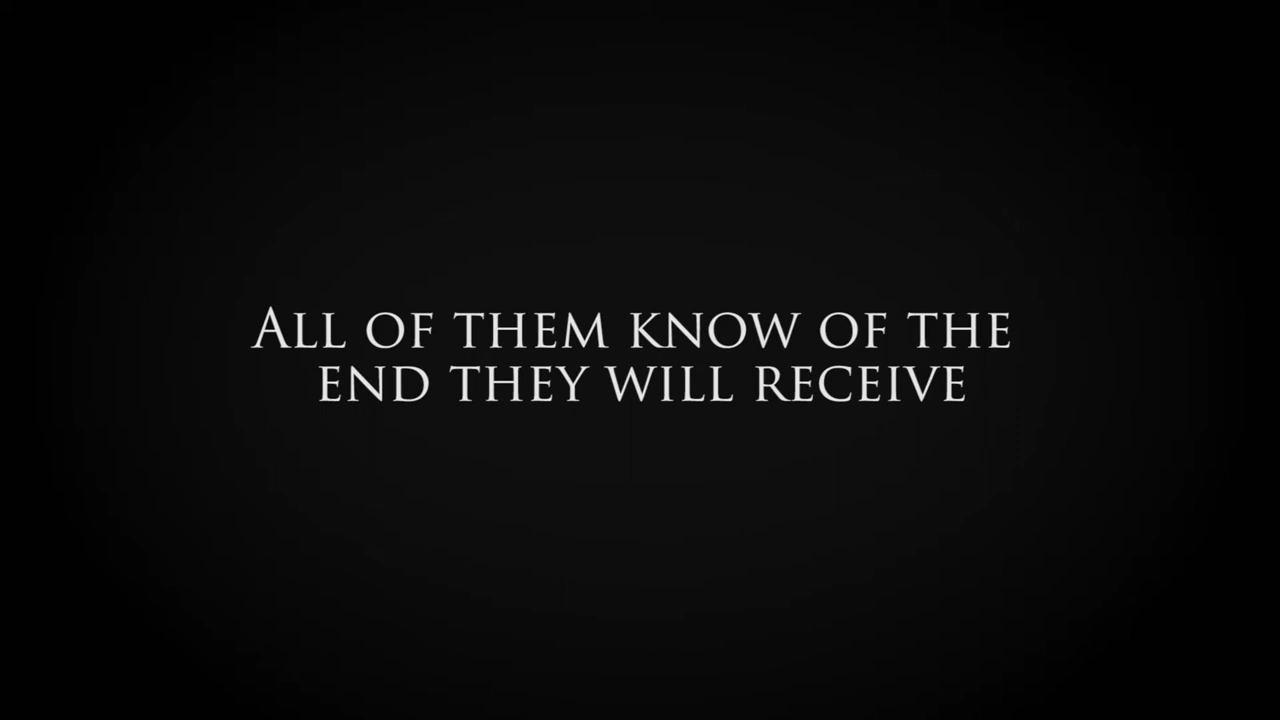 All of them know of the
end they will receive